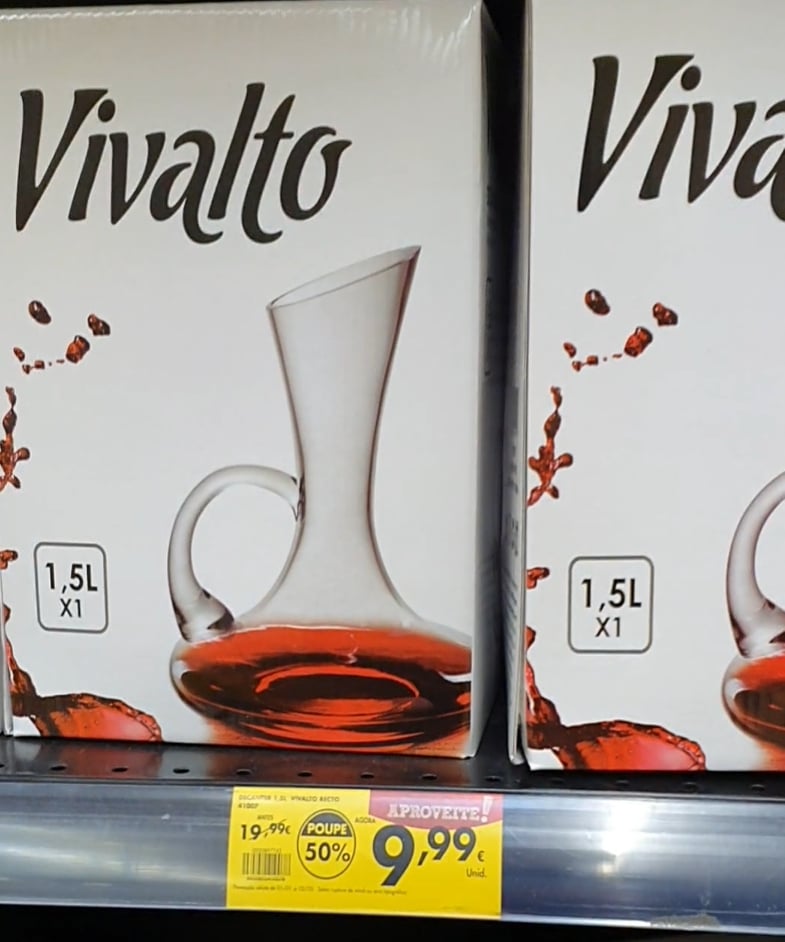 Vivalto
Viva
1,5L
X1
1,5L
X1
DECANTER 1,5L VIVALTO RECTO
41007
APROVEITE!
ANTES
19,99€
POUPE
50%
AGORA
9,99€
Unid.